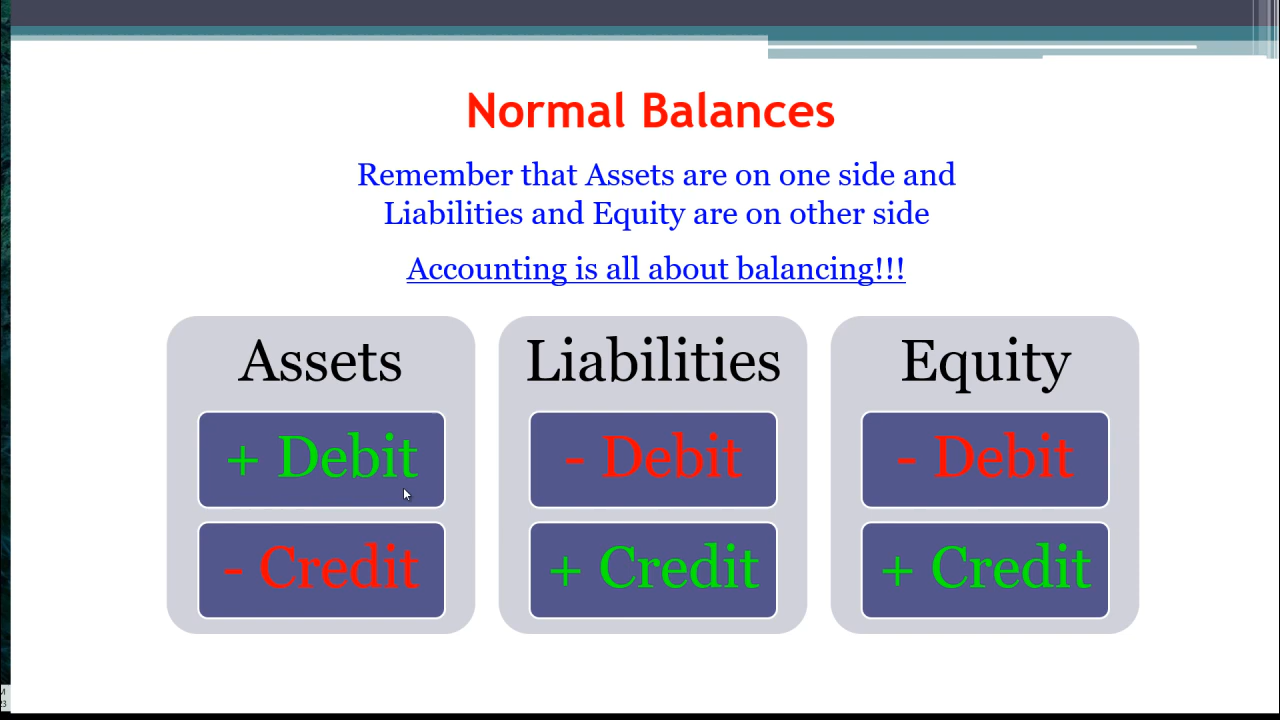 Normal Balances
Remember that Assets are on one side and
Liabilities and Equity are on other side
Accounting is all about balancing!!!
Assets
+ Debit
- Credit
Liabilities
- Debit
+ Credit
Equity
- Debit
+ Credit